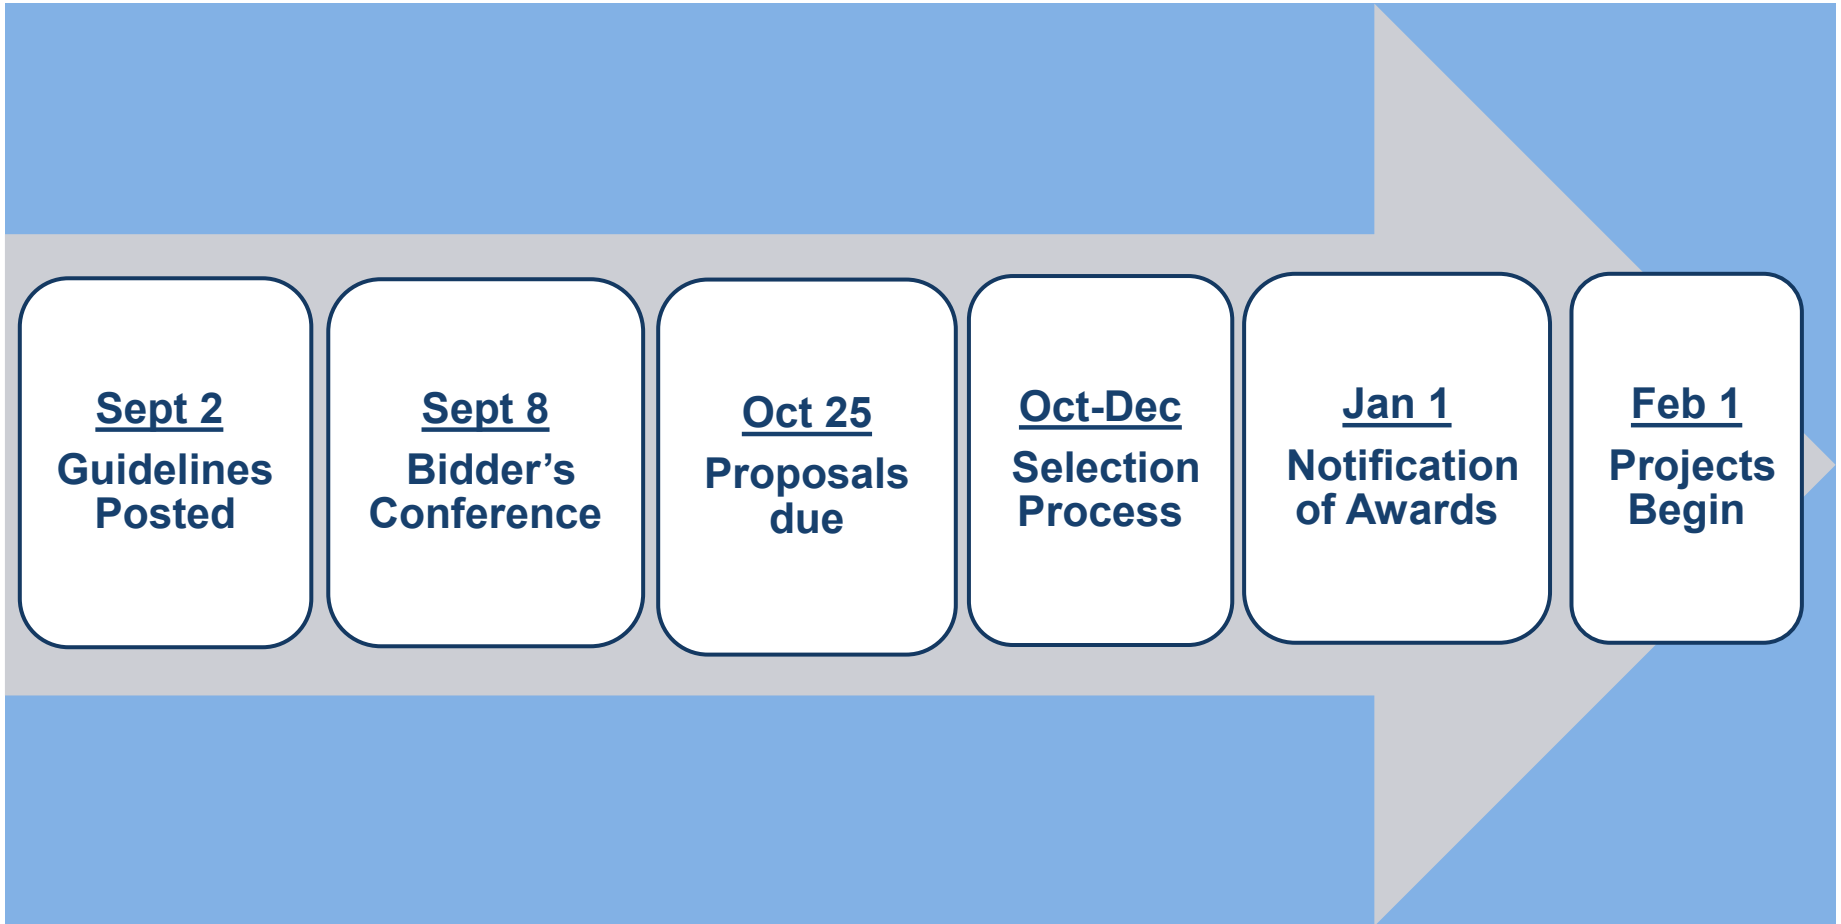 Sept 2
Guidelines
Posted
Sept 8
Bidder’s
Conference
Oct 25
Proposals
due
Oct-Dec
Selection
Process
Jan 1
Notification
of Awards
Feb 1
Projects
Begin